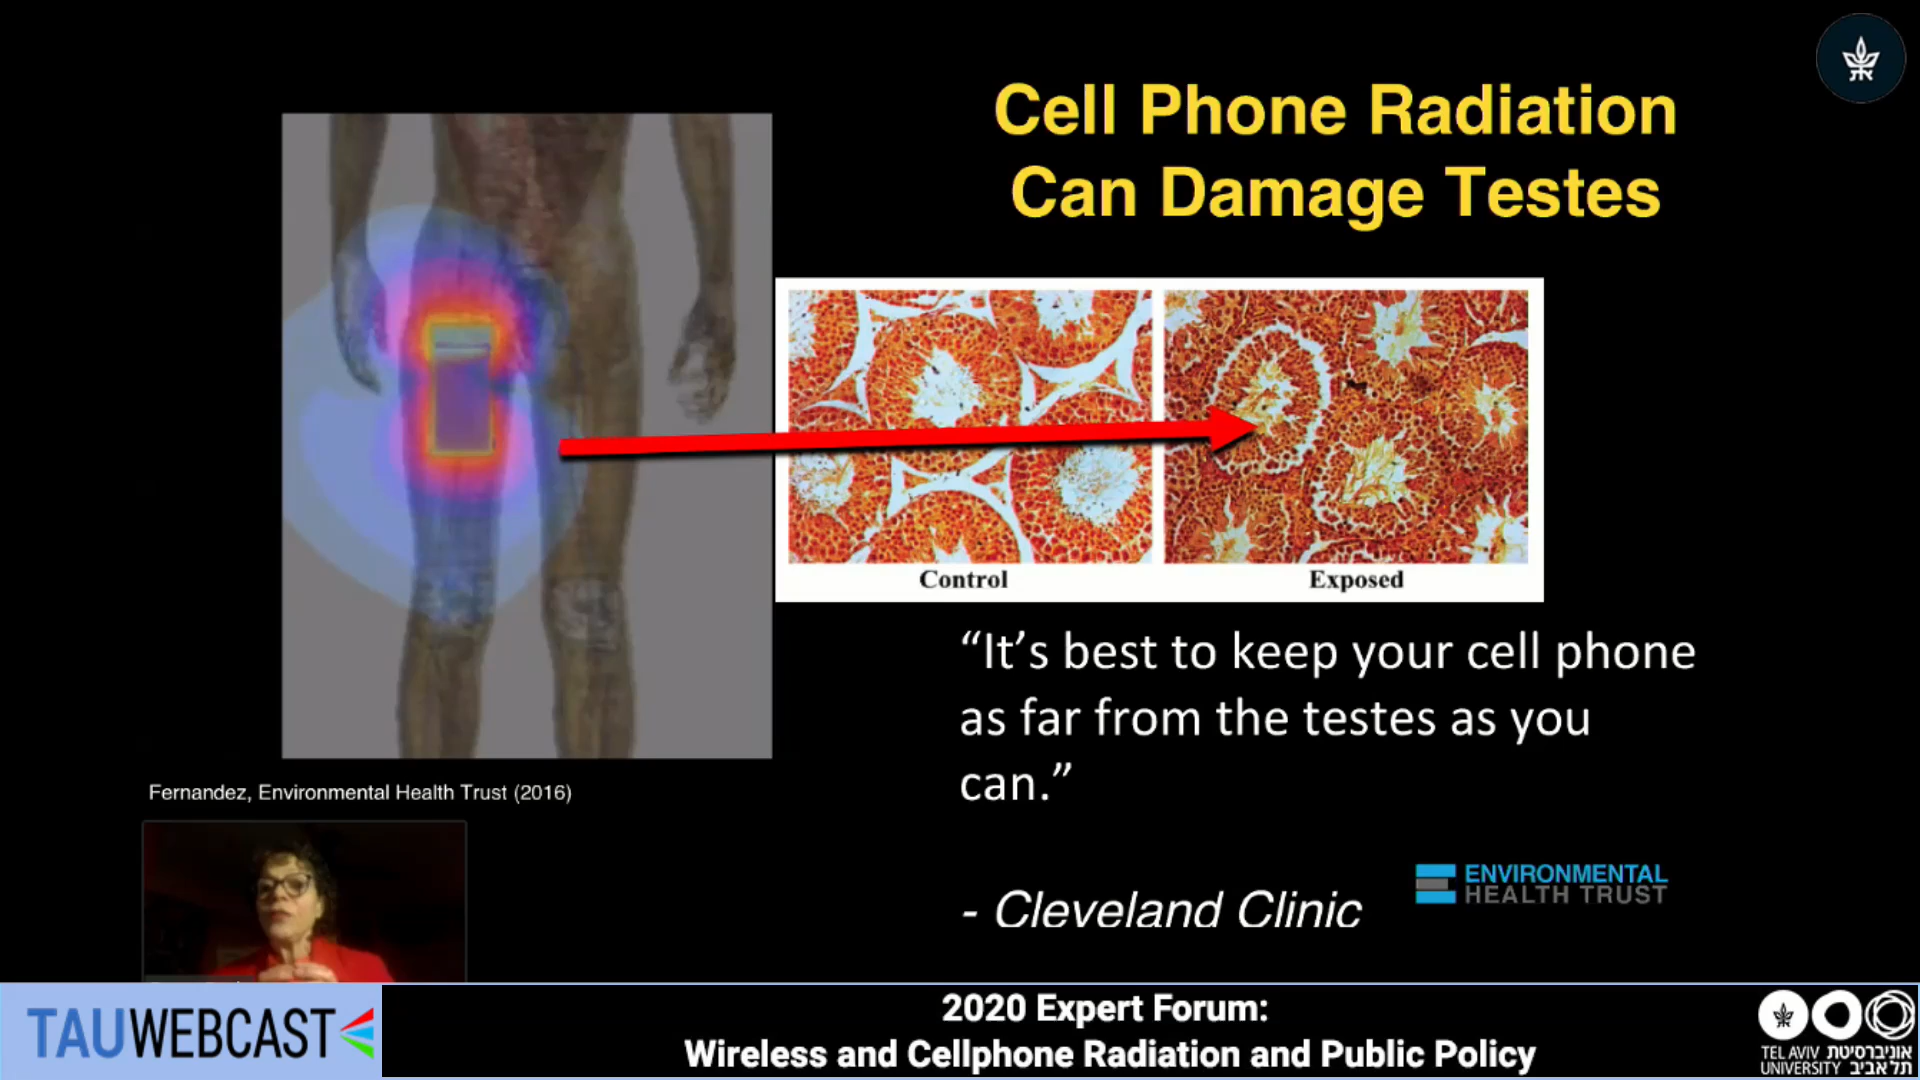 Cell Phone Radiation
Can Damage Testes
Control
Exposed
“It’s best to keep your cell phone
as far from the testes as you
can.”
- Cleveland Clinic
ENVIRONMENTAL
HEALTH TRUST
Fernandez, Environmental Health Trust (2016)
TAUWEBCAST
2020 Expert Forum:
Wireless and Cellphone Radiation and Public Policy
TEL AVIV אוניברסיטת
UNIVERSITY תל אביב